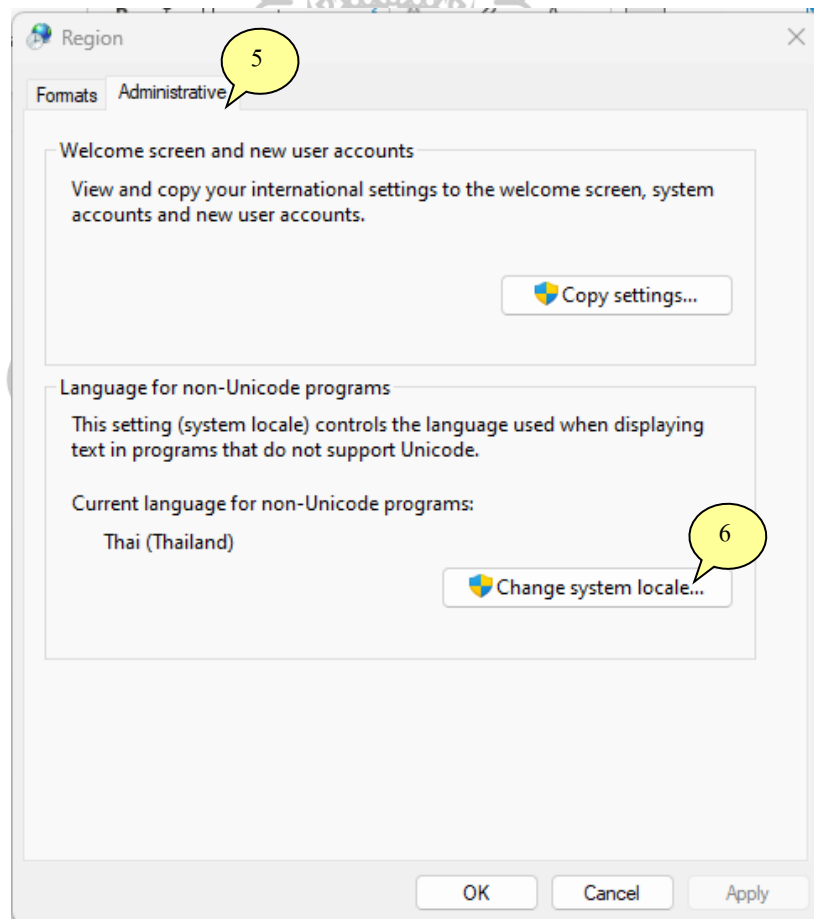 Region
5
Formats
Administrative
Welcome screen and new user accounts
View and copy your international settings to the welcome screen, system
accounts and new user accounts.
Copy settings...
Language for non-Unicode programs
This setting (system locale) controls the language used when displaying
text in programs that do not support Unicode.
Current language for non-Unicode programs:
Thai (Thailand)
6
Change system locale...
OK
Cancel
Apply